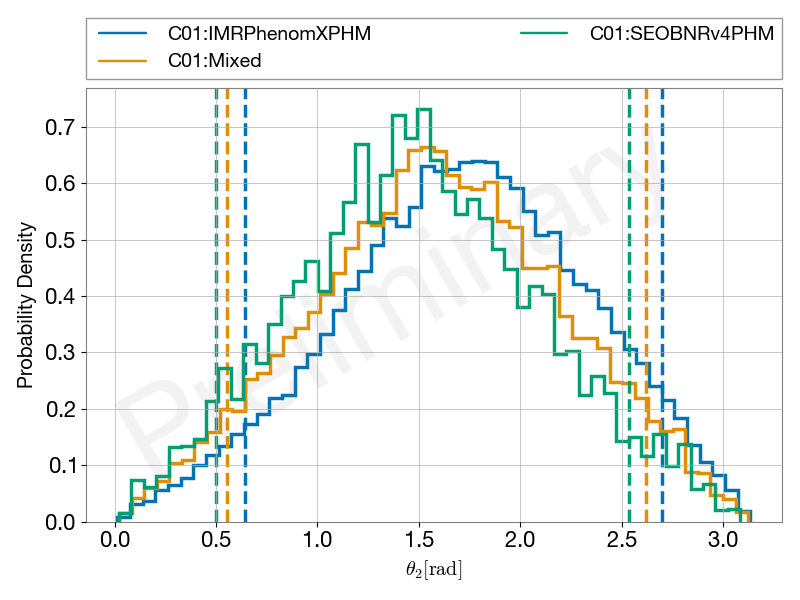 C01:IMRPhenomXPHM
C01:Mixed
C01:SEOBNRv4PHM
Preliminary
Probability Density
0.7
0.6
0.5
0.4
0.3
0.2
0.1
0.0
0.0 0.5 1.0 1.5 2.0 2.5 3.0
θ₂[rad]